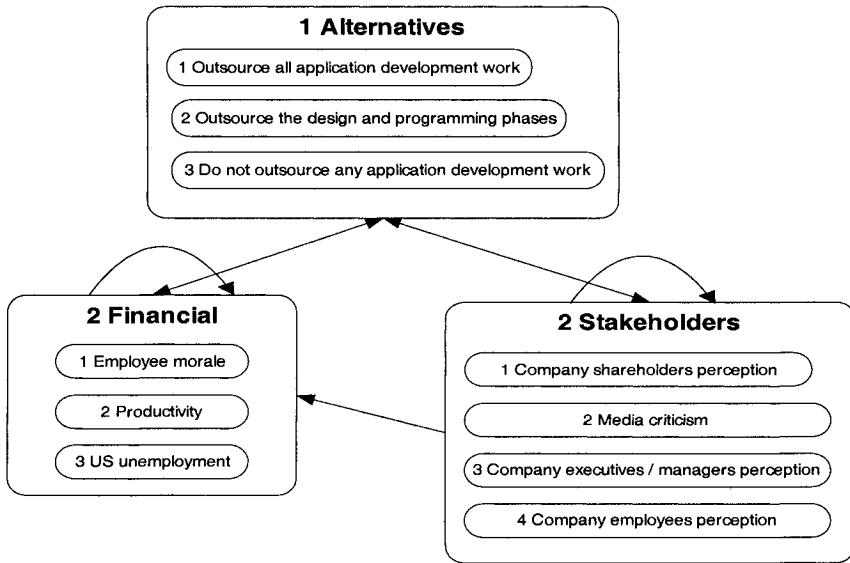 1 Alternatives
1 Outsource all application development work
2 Outsource the design and programming phases
3 Do not outsource any application development work
2 Financial
1 Employee morale
2 Productivity
3 US unemployment
2 Stakeholders
1 Company shareholders perception
2 Media criticism
3 Company executives / managers perception
4 Company employees perception